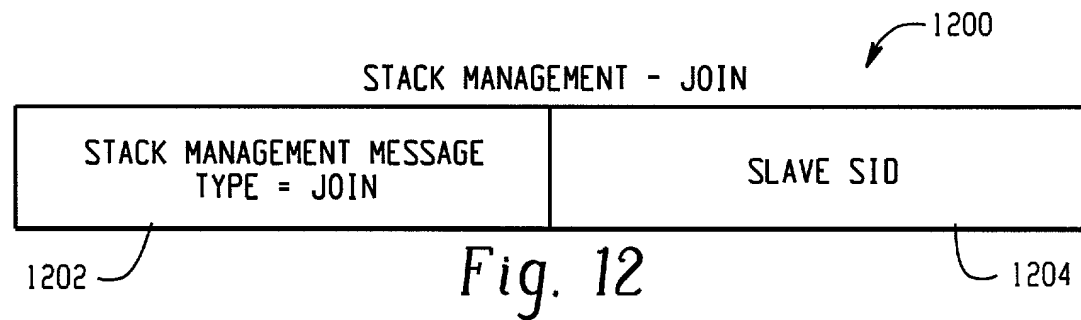 1200
STACK MANAGEMENT - JOIN
STACK MANAGEMENT MESSAGE
TYPE = JOIN
SLAVE SID
1202
1204
Fig. 12